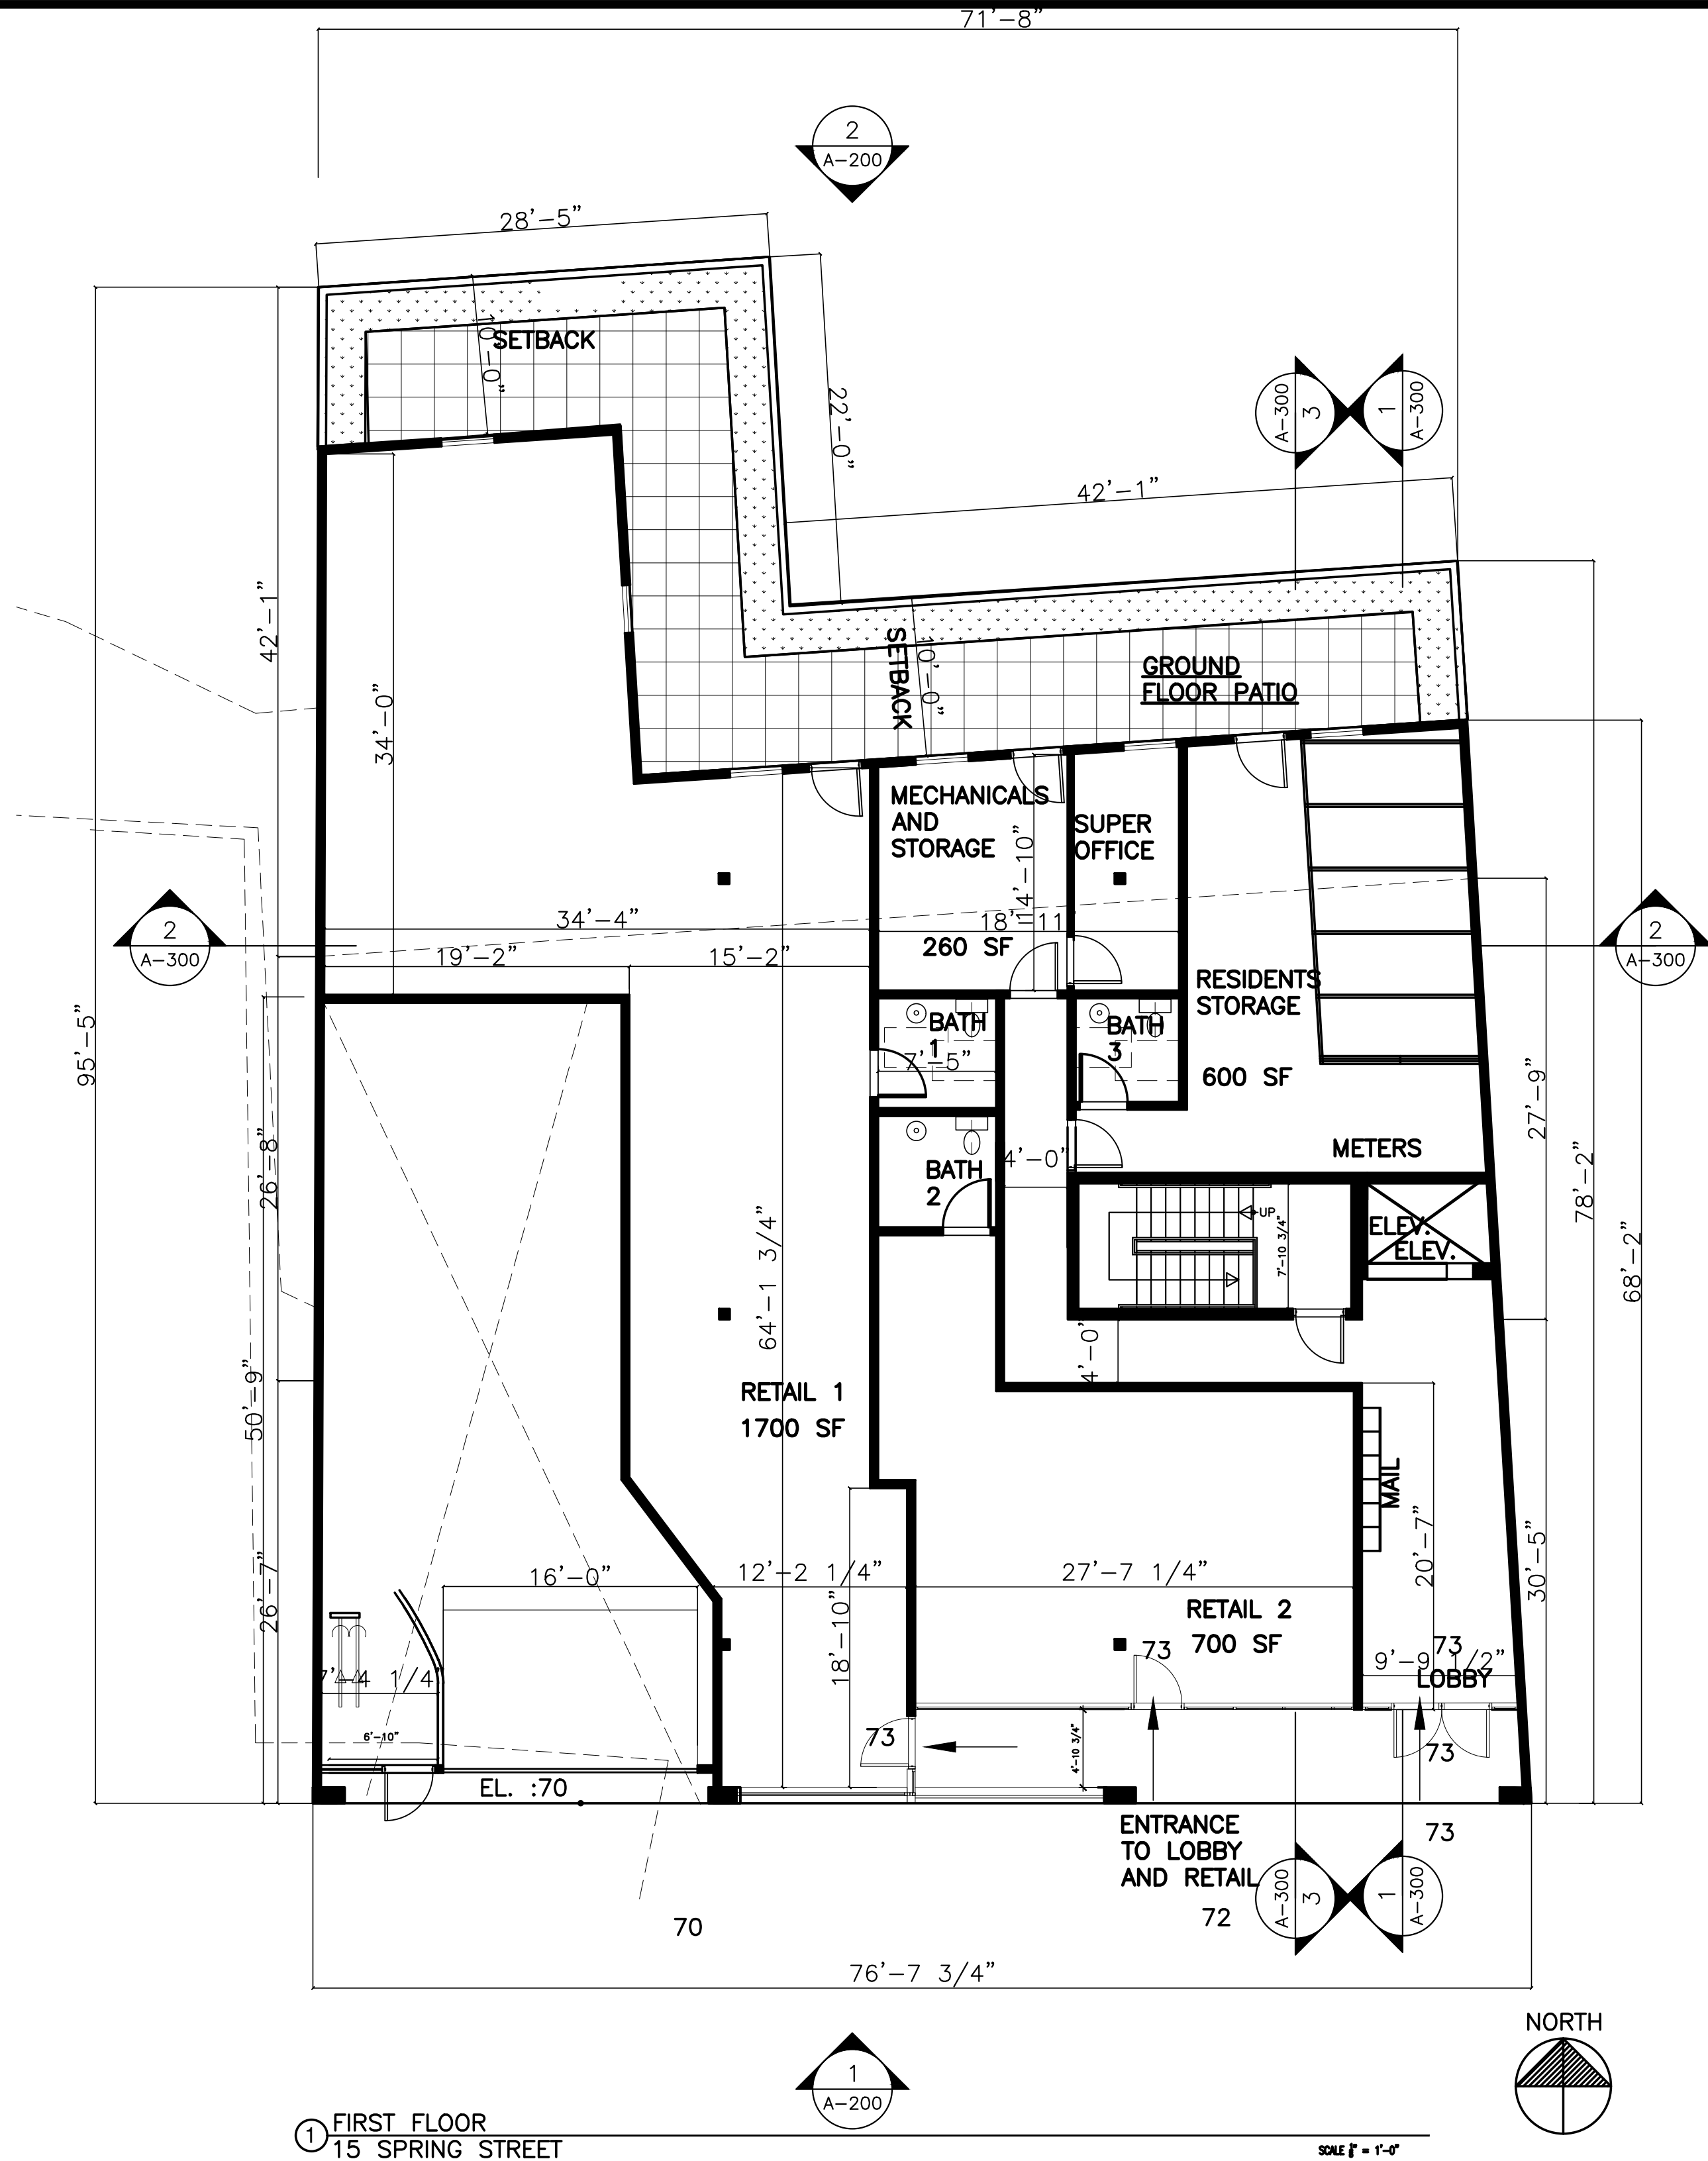 71'-8"
2
A-200
28'-5"
10'-0"
SETBACK
22'-0"
A-300
3
1
A-300
42'-1"
42'-1"
SETBACK
10'-0"
GROUND
FLOOR PATIO
34'-0"
MECHANICALS
AND
STORAGE
SUPER
OFFICE
14'-10"
34'-4"
18'-11
260 SF
2
A-300
2
A-300
19'-2"
15'-2"
RESIDENTS
STORAGE
95'-5"
BATH
1
BATH
3
7'-5"
600 SF
27'-9"
METERS
26'-8"
4'-0"
BATH
2
78'-2"
UP
7'-10 3/4"
ELEV.
ELEV.
64'-1 3/4"
68'-2"
4'-0"
50'-9"
RETAIL 1
1700 SF
MAIL
20'-7"
30'-5"
26'-7"
16'-0"
12'-2 1/4"
27'-7 1/4"
18'-10"
RETAIL 2
700 SF
73
73
7'-4 1/4"
9'-9 1/2"
LOBBY
6'-10"
73
4'-10 3/4"
73
EL. :70
ENTRANCE
TO LOBBY
AND RETAIL
73
A-300
3
1
A-300
70
72
76'-7 3/4"
NORTH
1
A-200
1
FIRST FLOOR
15 SPRING STREET
SCALE 1/8" = 1'-0"